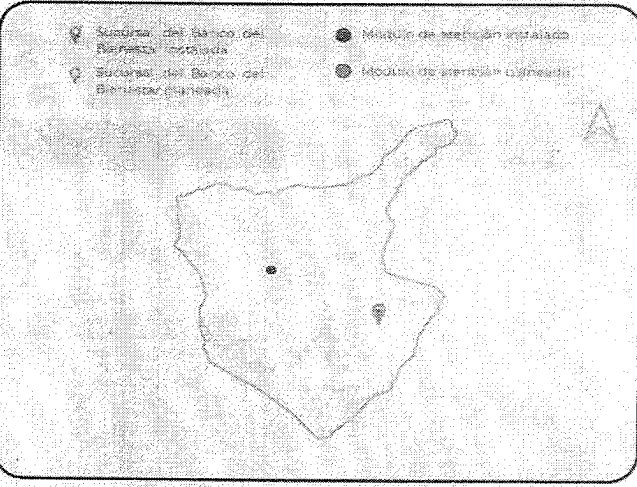 Sucursal del Banco del
Bienestar instalada
Sucursal del Banco del
Bienestar planeada
Módulo de atención instalado
Módulo de atención planeado